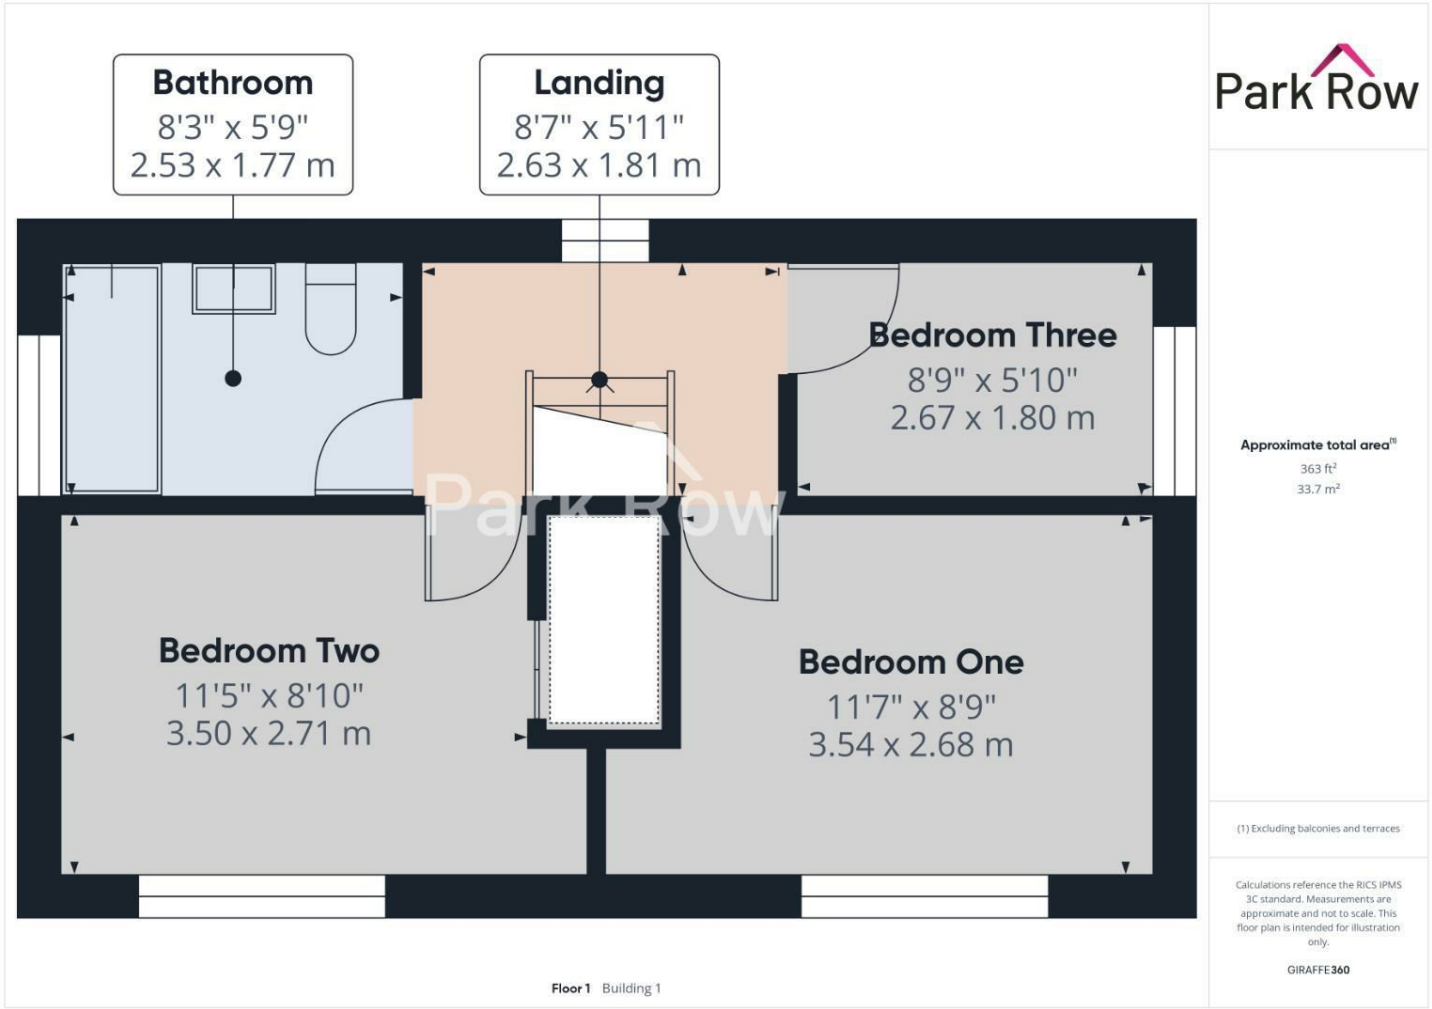 Bathroom
8'3" x 5'9"
2.53 x 1.77 m
Landing
8'7" x 5'11"
2.63 x 1.81 m
Park Row
Bedroom Three
8'9" x 5'10"
2.67 x 1.80 m
Park Row
Bedroom Two
11'5" x 8'10"
3.50 x 2.71 m
Bedroom One
11'7" x 8'9"
3.54 x 2.68 m
Approximate total area(1)
363 ft²
33.7 m²
(1) Excluding balconies and terraces
Calculations reference the RICS IPMS
3C standard. Measurements are
approximate and not to scale. This
floor plan is intended for illustration
only.
GIRAFFE360
Floor 1 Building 1